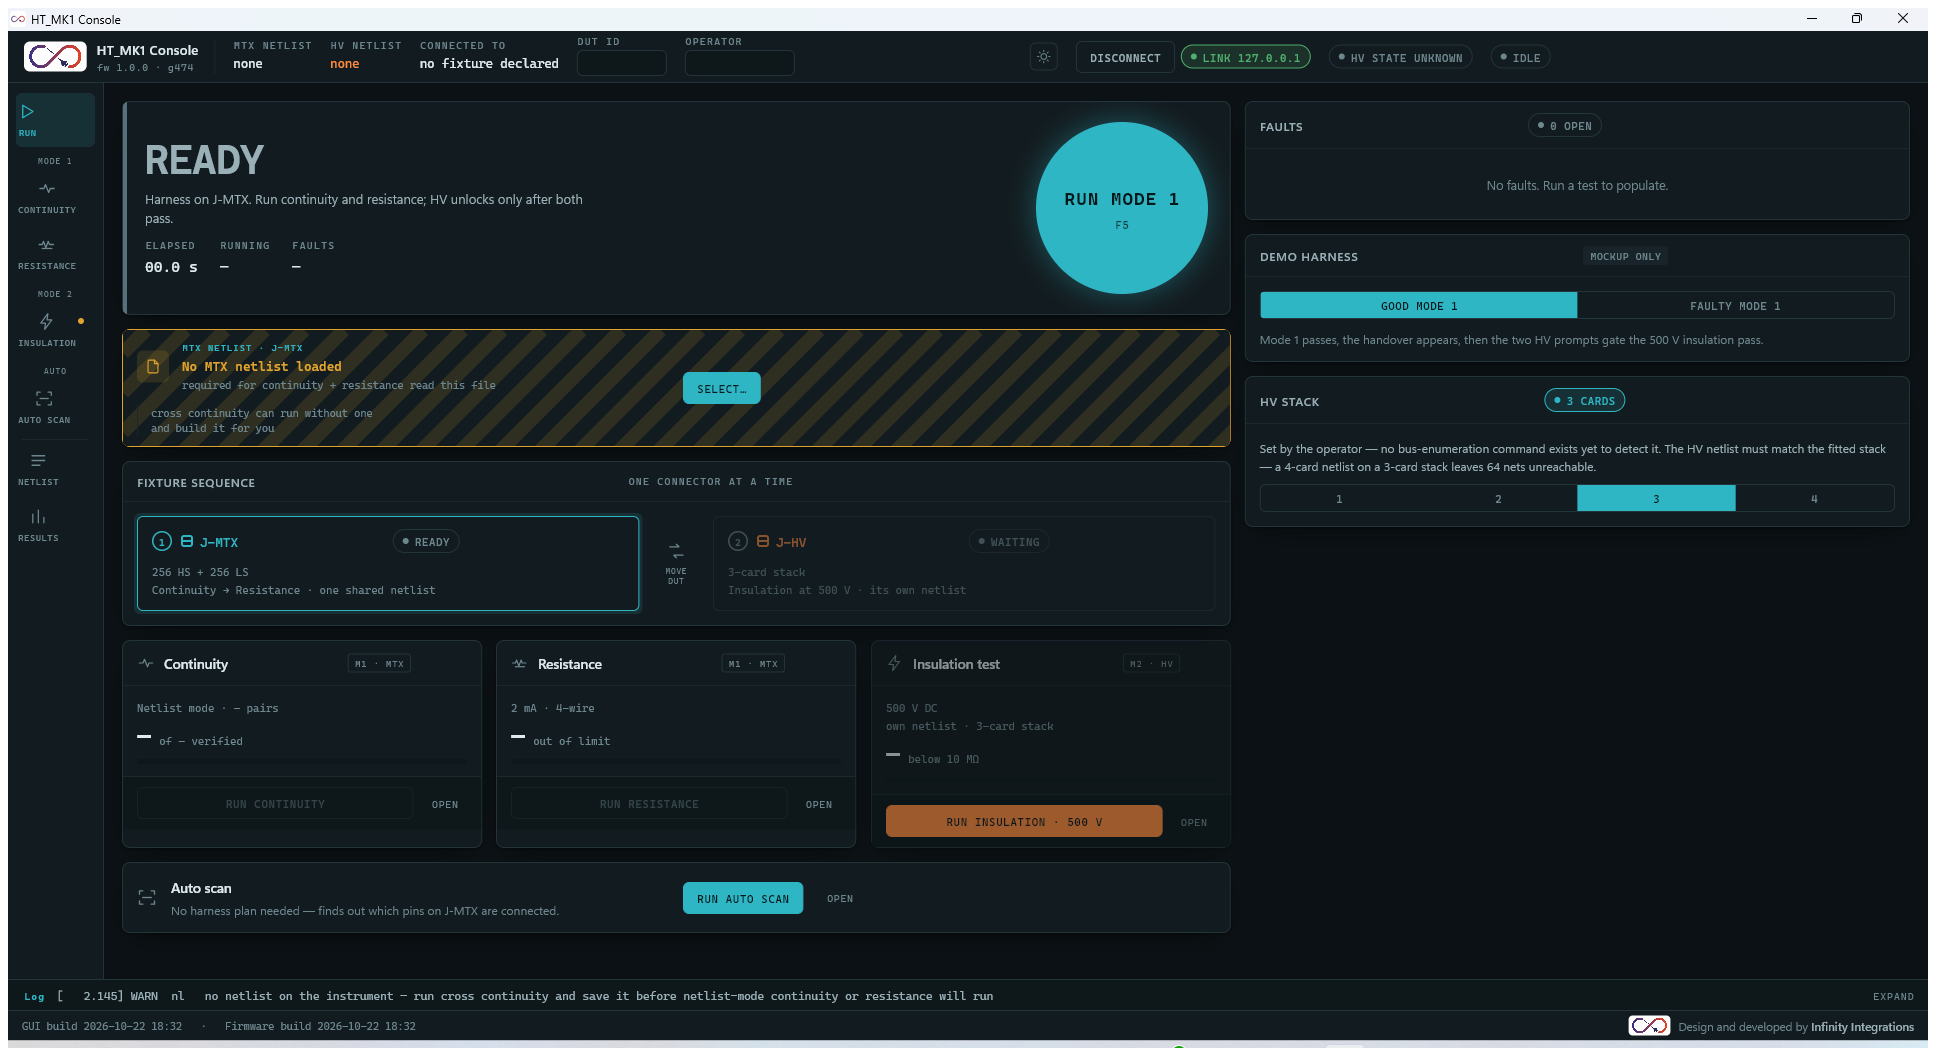 HT_MK1 Console
HT_MK1 Console
fw 1.0.0 · g474
MTX NETLIST
none
HV NETLIST
none
CONNECTED TO
no fixture declared
DUT ID
OPERATOR
DISCONNECT
LINK 127.0.0.1
HV STATE UNKNOWN
IDLE
RUN
MODE 1
CONTINUITY
RESISTANCE
MODE 2
INSULATION
AUTO
AUTO SCAN
NETLIST
RESULTS
READY
Harness on J-MTX. Run continuity and resistance; HV unlocks only after both
pass.
ELAPSED RUNNING FAULTS
00.0 s — —
RUN MODE 1
F5
MTX NETLIST · J-MTX
No MTX netlist loaded
required for continuity + resistance read this file
cross continuity can run without one
and build it for you
SELECT…
FIXTURE SEQUENCE
ONE CONNECTOR AT A TIME
1 J-MTX READY
256 HS + 256 LS
Continuity → Resistance · one shared netlist
MOVE
DUT
2 J-HV WAITING
3-card stack
Insulation at 500 V · its own netlist
Continuity M1 · MTX
Netlist mode · — pairs
— of — verified
RUN CONTINUITY OPEN
Resistance M1 · MTX
2 mA · 4-wire
— out of limit
RUN RESISTANCE OPEN
Insulation test M2 · HV
500 V DC
own netlist · 3-card stack
— below 10 MΩ
RUN INSULATION · 500 V OPEN
Auto scan
No harness plan needed — finds out which pins on J-MTX are connected.
RUN AUTO SCAN OPEN
FAULTS 0 OPEN
No faults. Run a test to populate.
DEMO HARNESS MOCKUP ONLY
GOOD MODE 1 FAULTY MODE 1
Mode 1 passes, the handover appears, then the two HV prompts gate the 500 V insulation pass.
HV STACK 3 CARDS
Set by the operator — no bus-enumeration command exists yet to detect it. The HV netlist must match the fitted stack
— a 4-card netlist on a 3-card stack leaves 64 nets unreachable.
1 2 3 4
Log [ 2.145] WARN nl no netlist on the instrument — run cross continuity and save it before netlist-mode continuity or resistance will run
EXPAND
GUI build 2026-10-22 18:32 · Firmware build 2026-10-22 18:32
Design and developed by Infinity Integrations